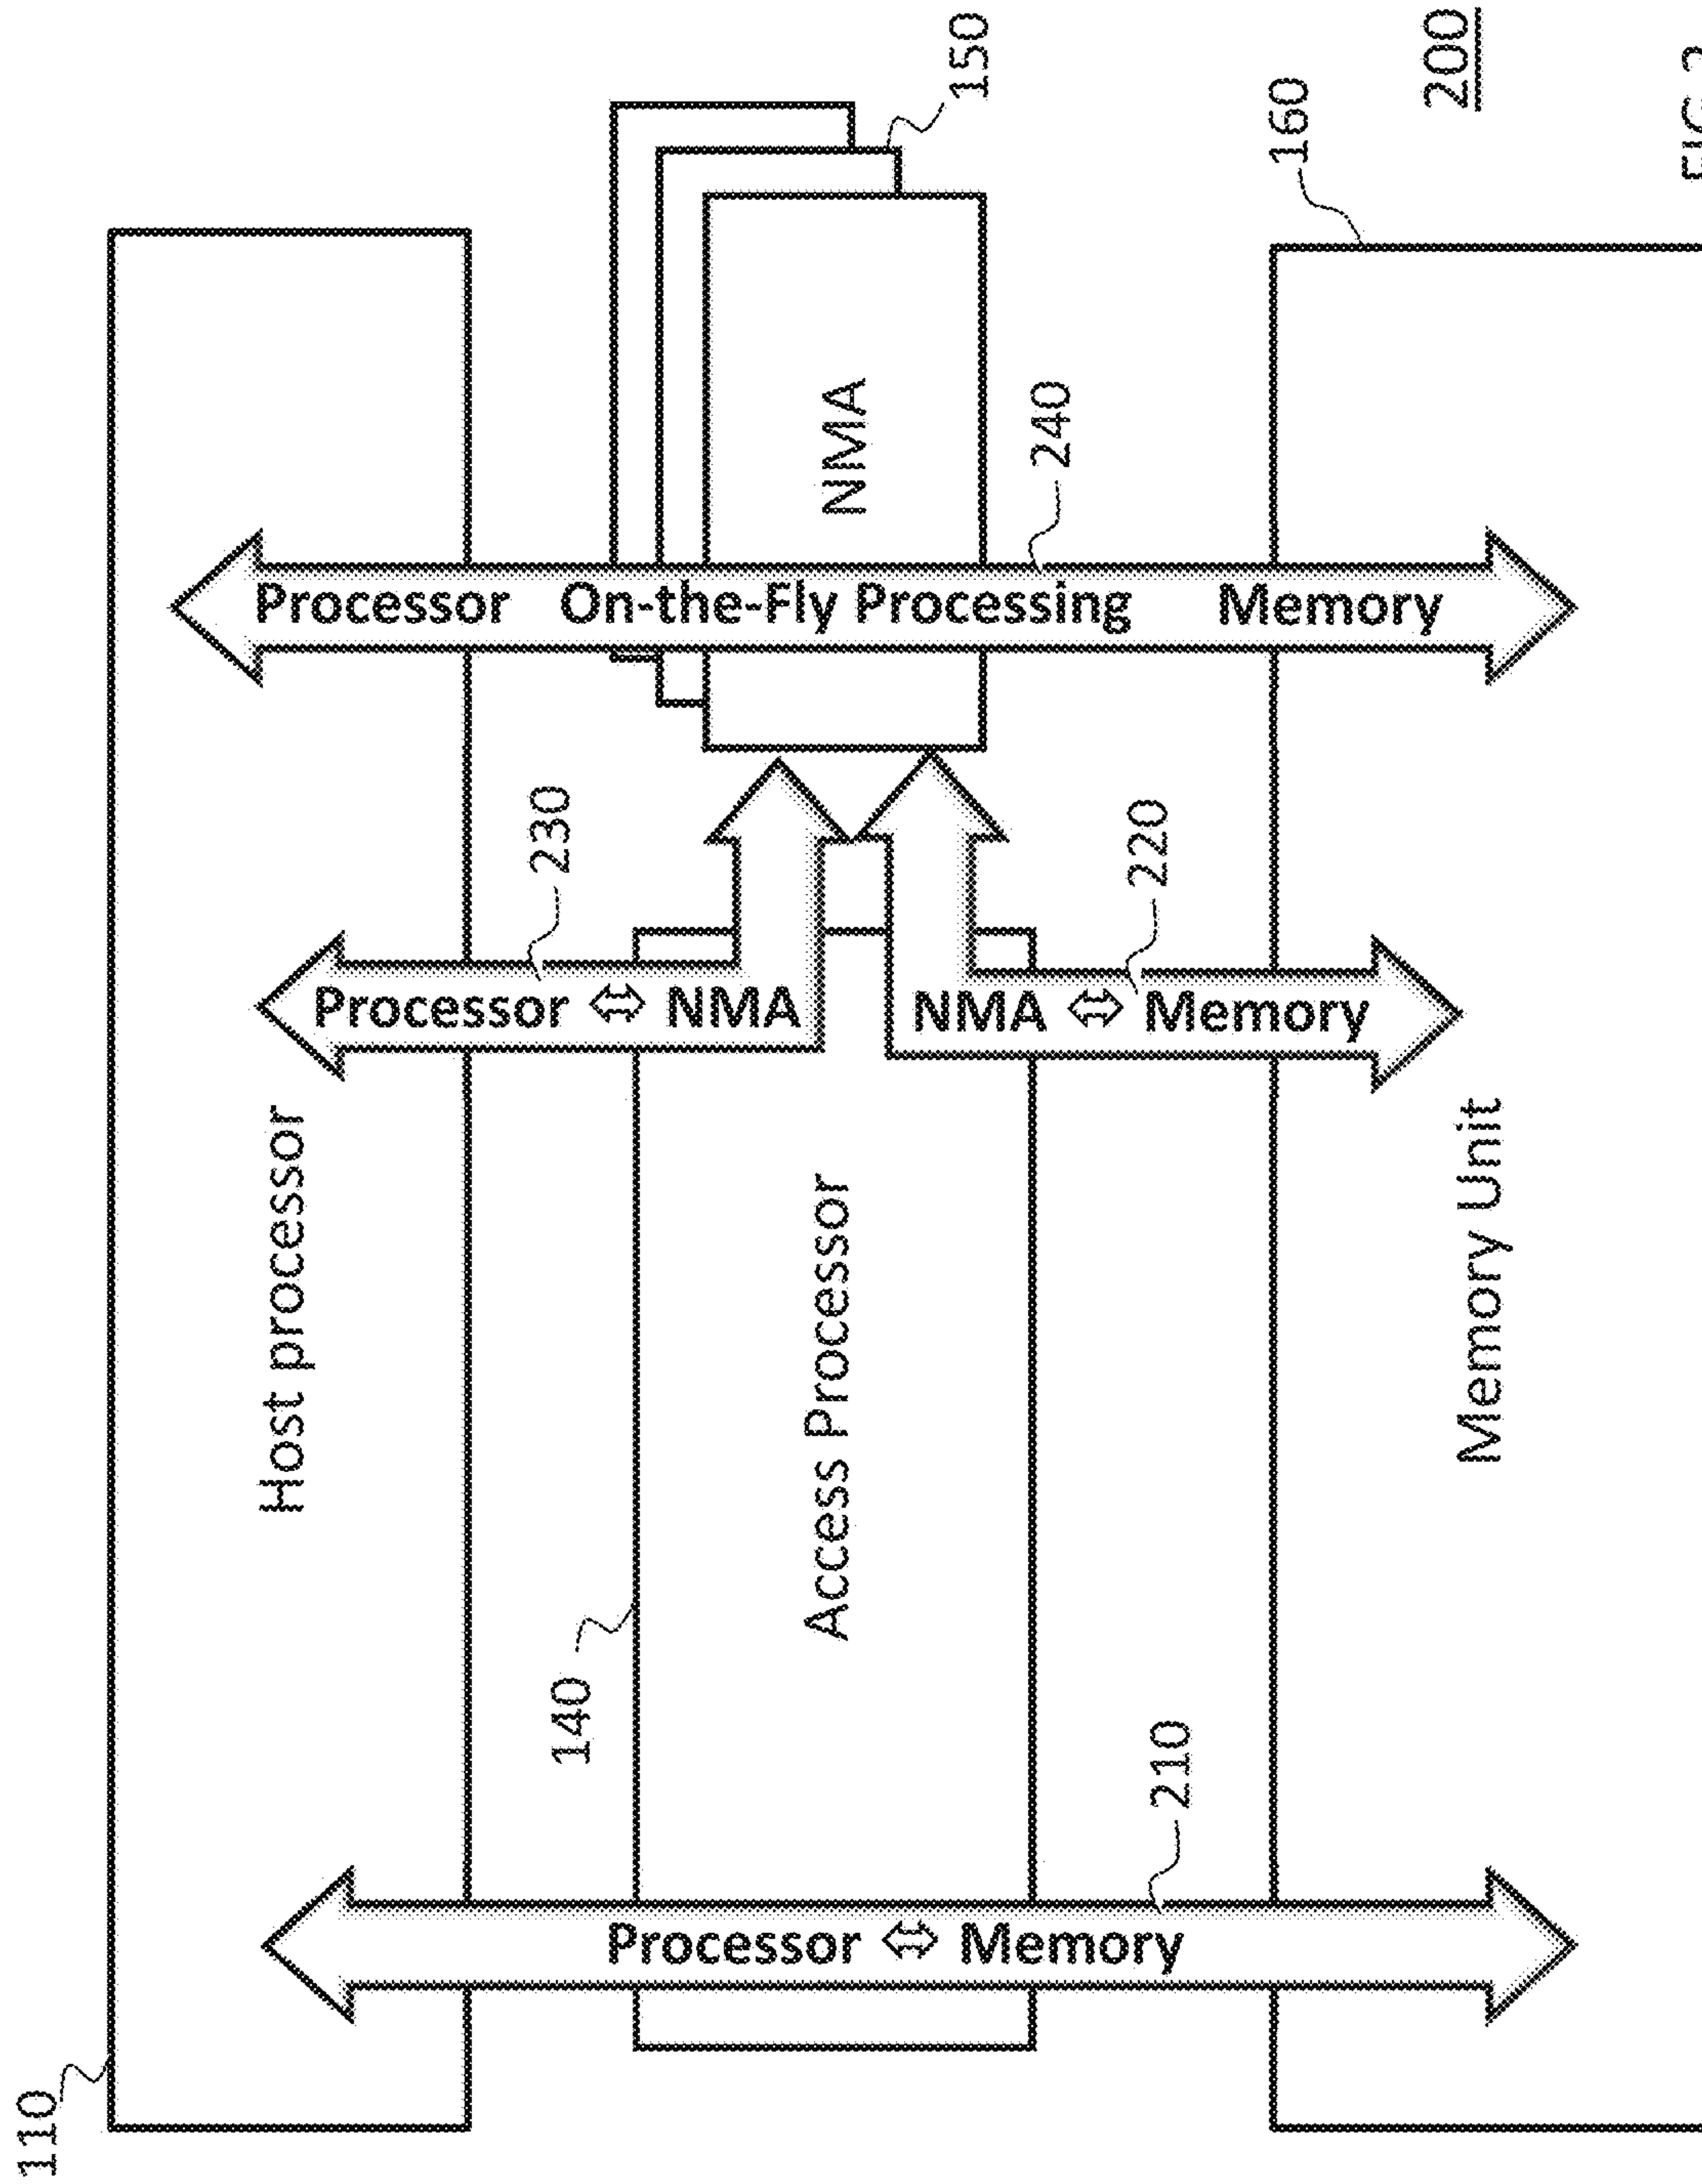 110
Host processor
Processor ⇔ NMA
230
Processor On-the-Fly Processing Memory
140
Access Processor
NMA
150
240
NMA ⇔ Memory
220
Processor ⇔ Memory
210
Memory Unit
160
200